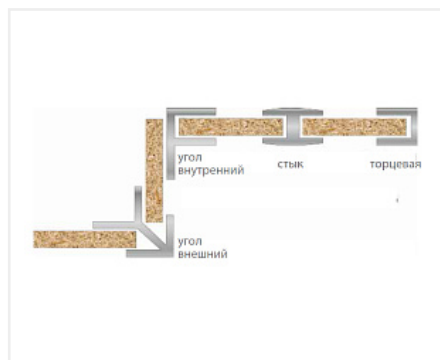 угол
внутренний
стык
торцевая
угол
внешний